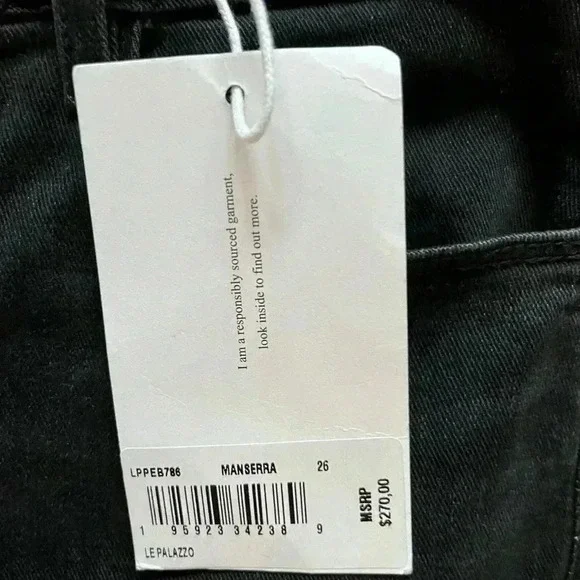 I am a responsibly sourced garment,
look inside to find out more.
LPPEB786 MANSERRA 26
1 95923 34238 9
LE PALAZZO
MSRP
$270,00